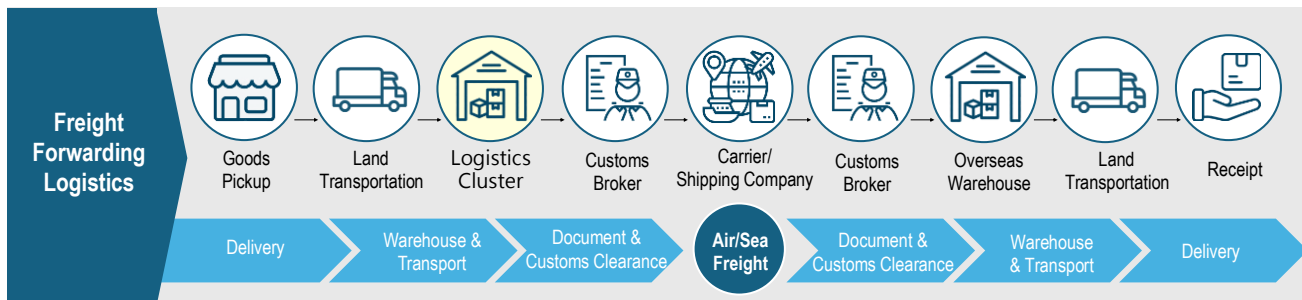 Freight
Forwarding
Logistics
Goods
Pickup
Land
Transportation
Logistics
Cluster
Customs
Broker
Carrier/
Shipping Company
Customs
Broker
Overseas
Warehouse
Land
Transportation
Receipt
Delivery
Warehouse &
Transport
Document &
Customs Clearance
Air/Sea
Freight
Document &
Customs Clearance
Warehouse
& Transport
Delivery